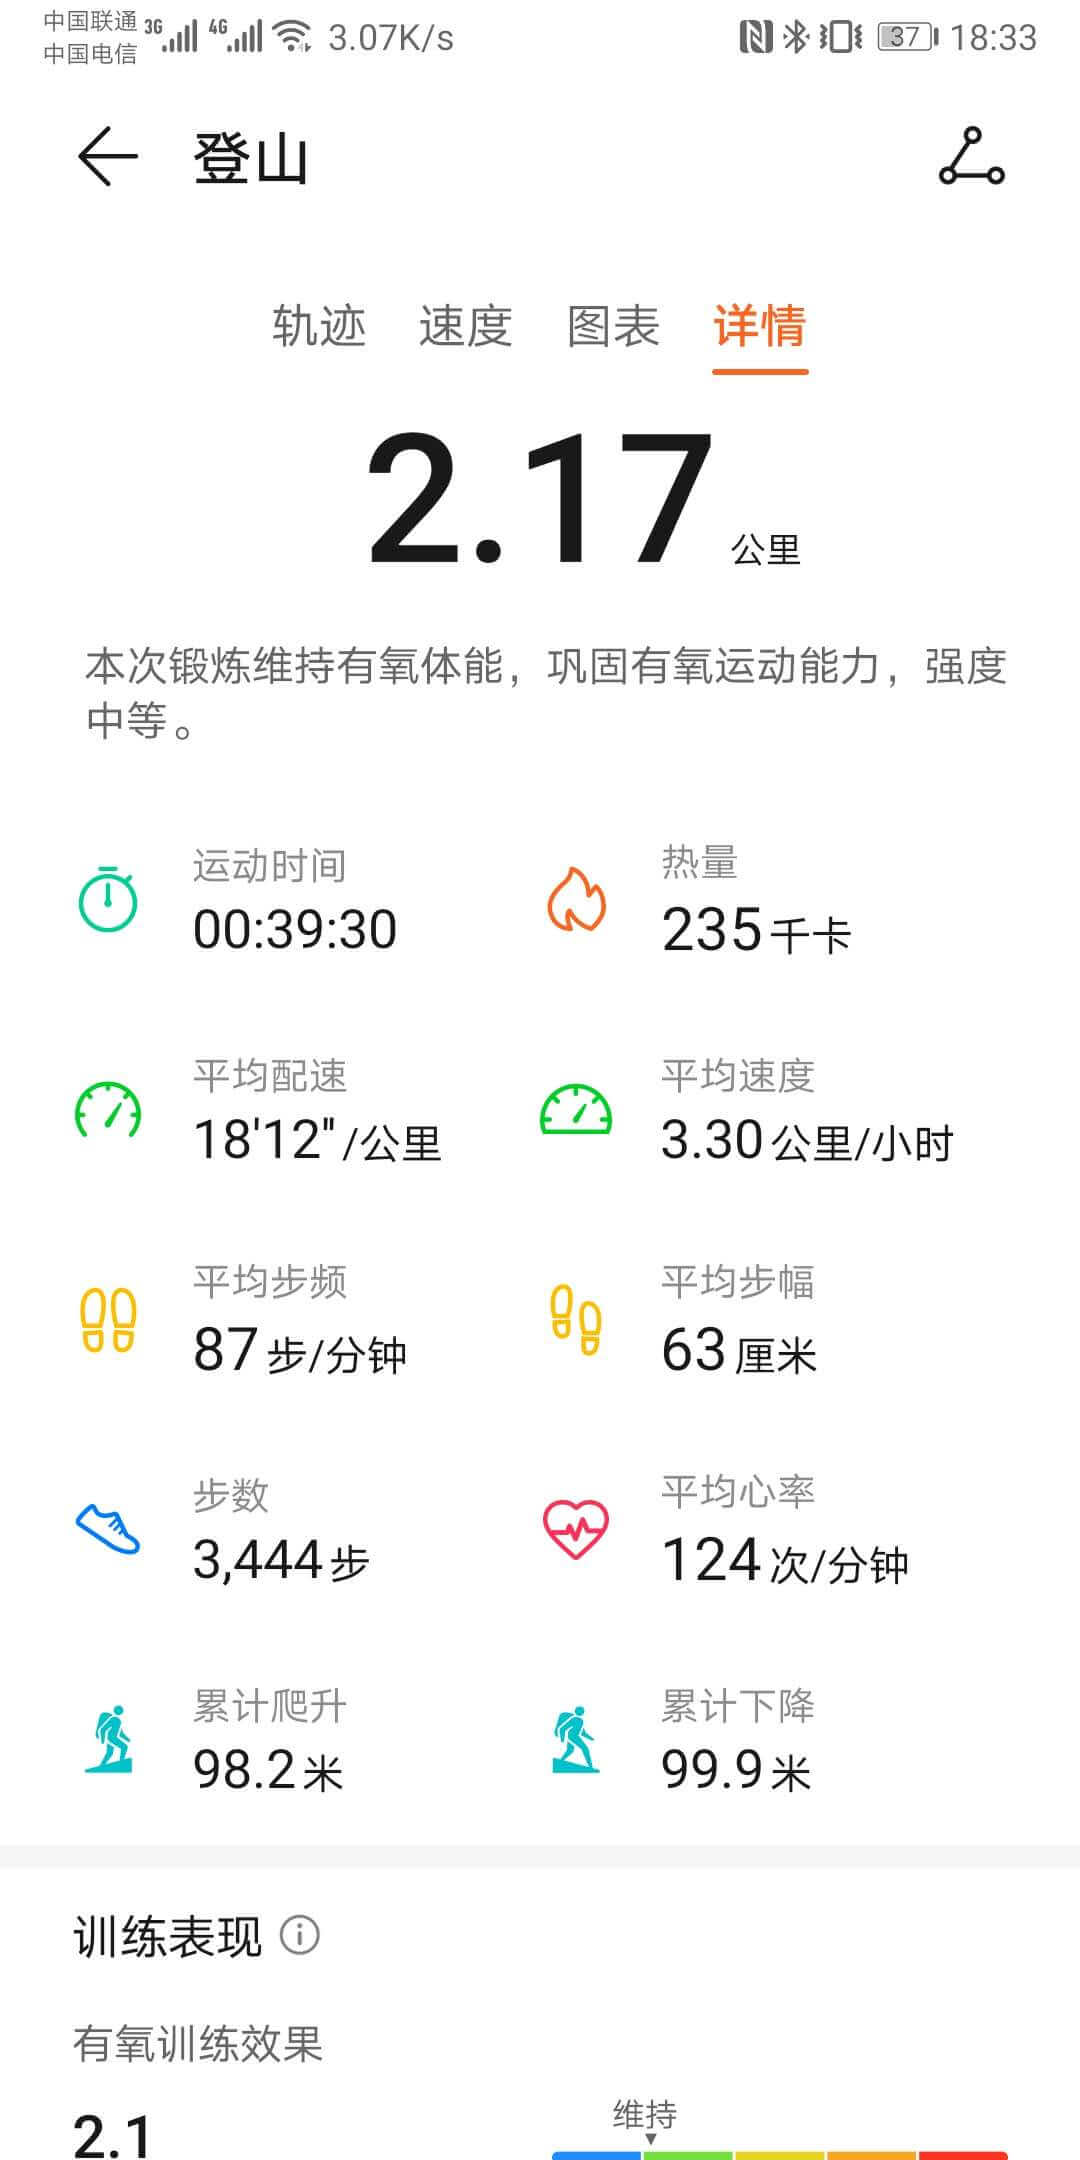 中国联通 3G 4G 3.07K/s 37 18:33
中国电信
登山
轨迹 速度 图表 详情
2.17 公里
本次锻炼维持有氧体能，巩固有氧运动能力，强度
中等。
运动时间 热量
00:39:30 235 千卡
平均配速 平均速度
18'12" /公里 3.30 公里/小时
平均步频 平均步幅
87 步/分钟 63 厘米
步数 平均心率
3,444 步 124 次/分钟
累计爬升 累计下降
98.2 米 99.9 米
训练表现
有氧训练效果
维持
2.1